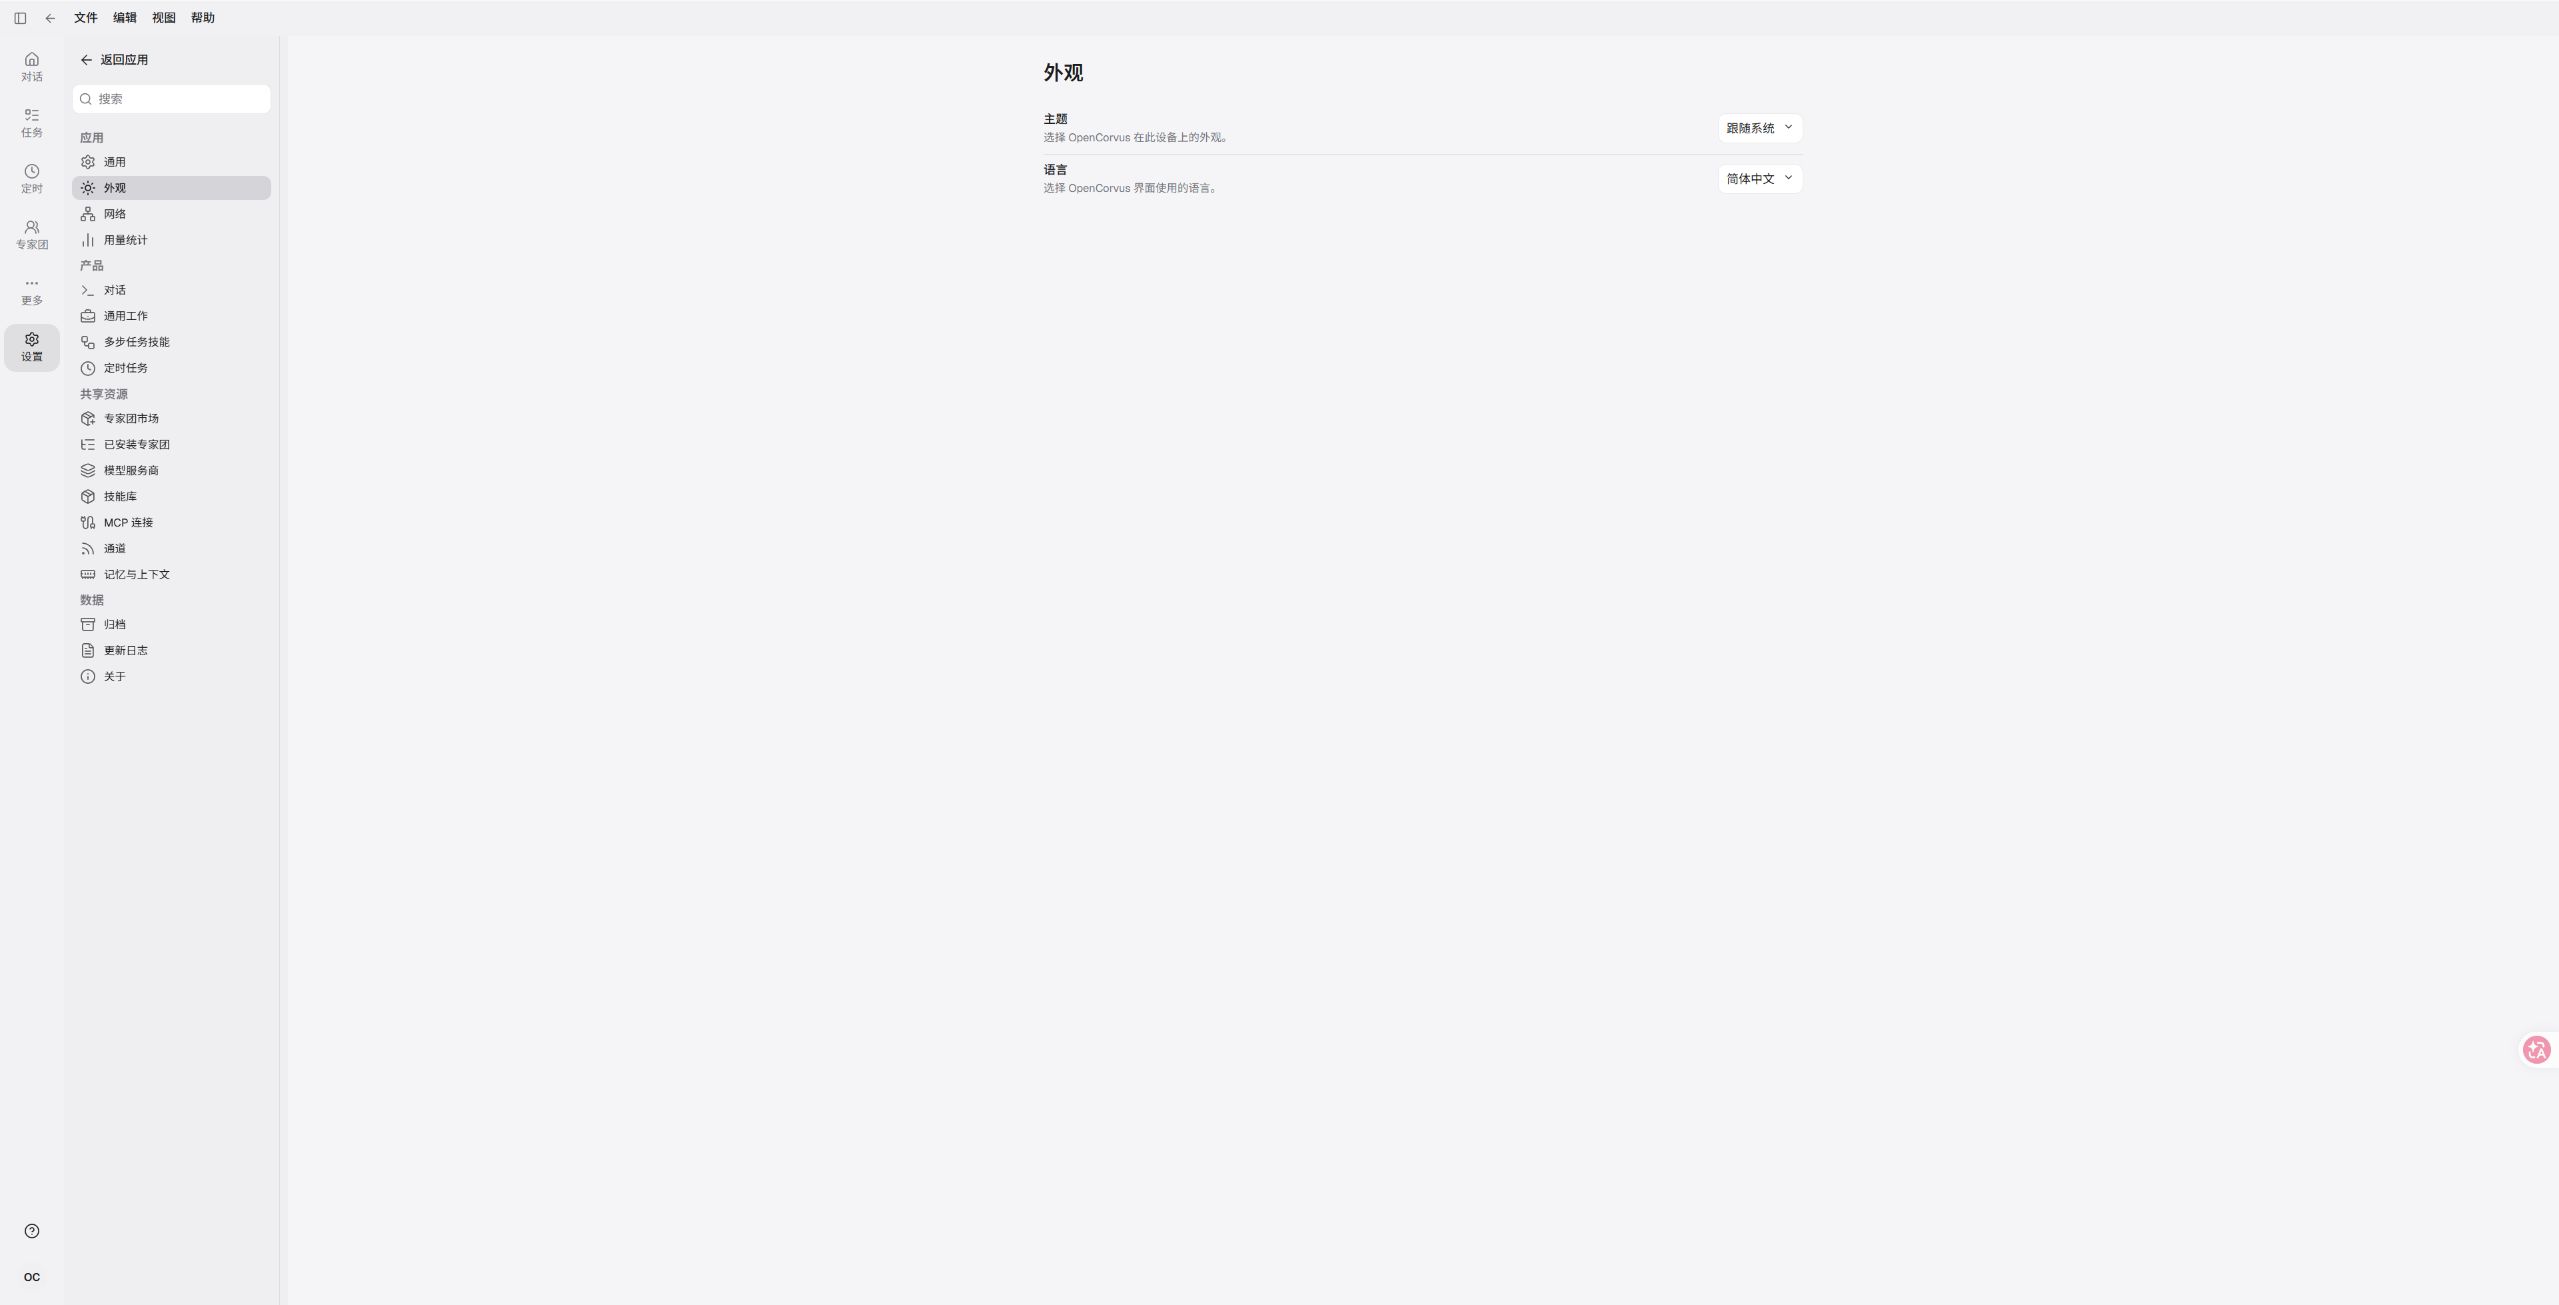 文件 编辑 视图 帮助
对话
任务
定时
专家团
更多
设置
OC
返回应用
搜索
应用
通用
外观
网络
用量统计
产品
对话
通用工作
多步任务技能
定时任务
共享资源
专家团市场
已安装专家团
模型服务商
技能库
MCP 连接
通道
记忆与上下文
数据
归档
更新日志
关于
外观
主题
选择 OpenCorvus 在此设备上的外观。
跟随系统
语言
选择 OpenCorvus 界面使用的语言。
简体中文